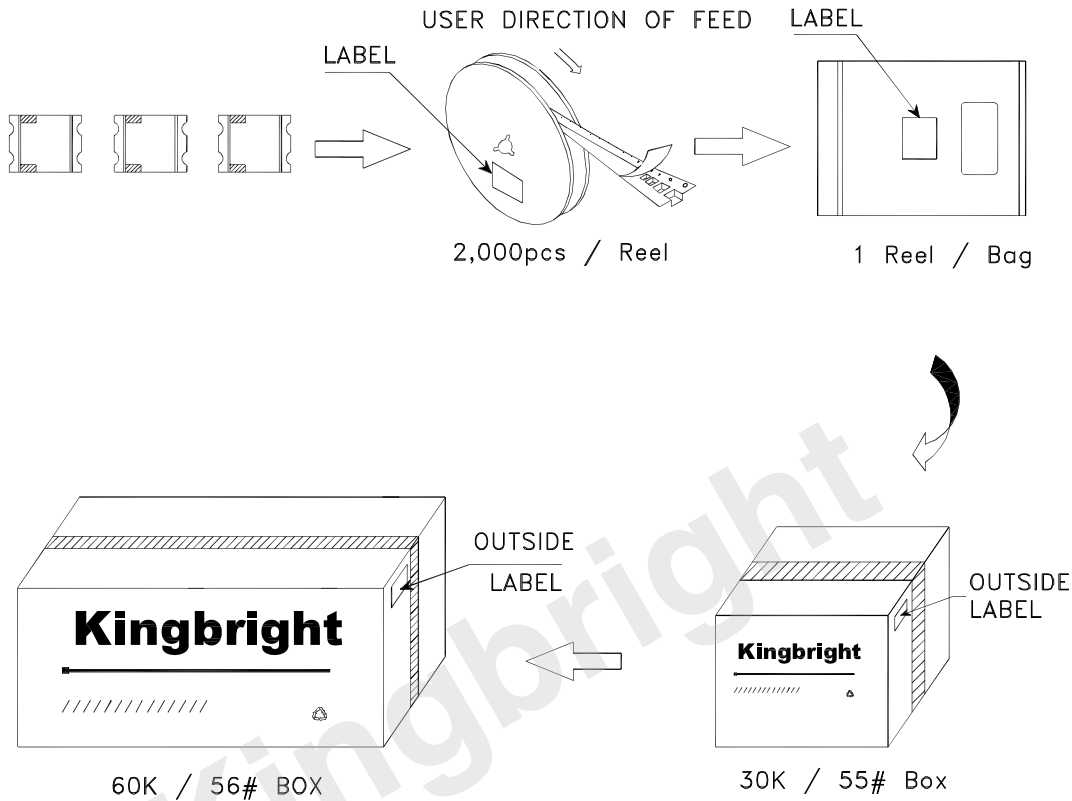 USER DIRECTION OF FEED
LABEL
LABEL
2,000pcs / Reel
1 Reel / Bag
OUTSIDE
LABEL
Kingbright
60K / 56# BOX
OUTSIDE
LABEL
Kingbright
30K / 55# Box
Kingbright